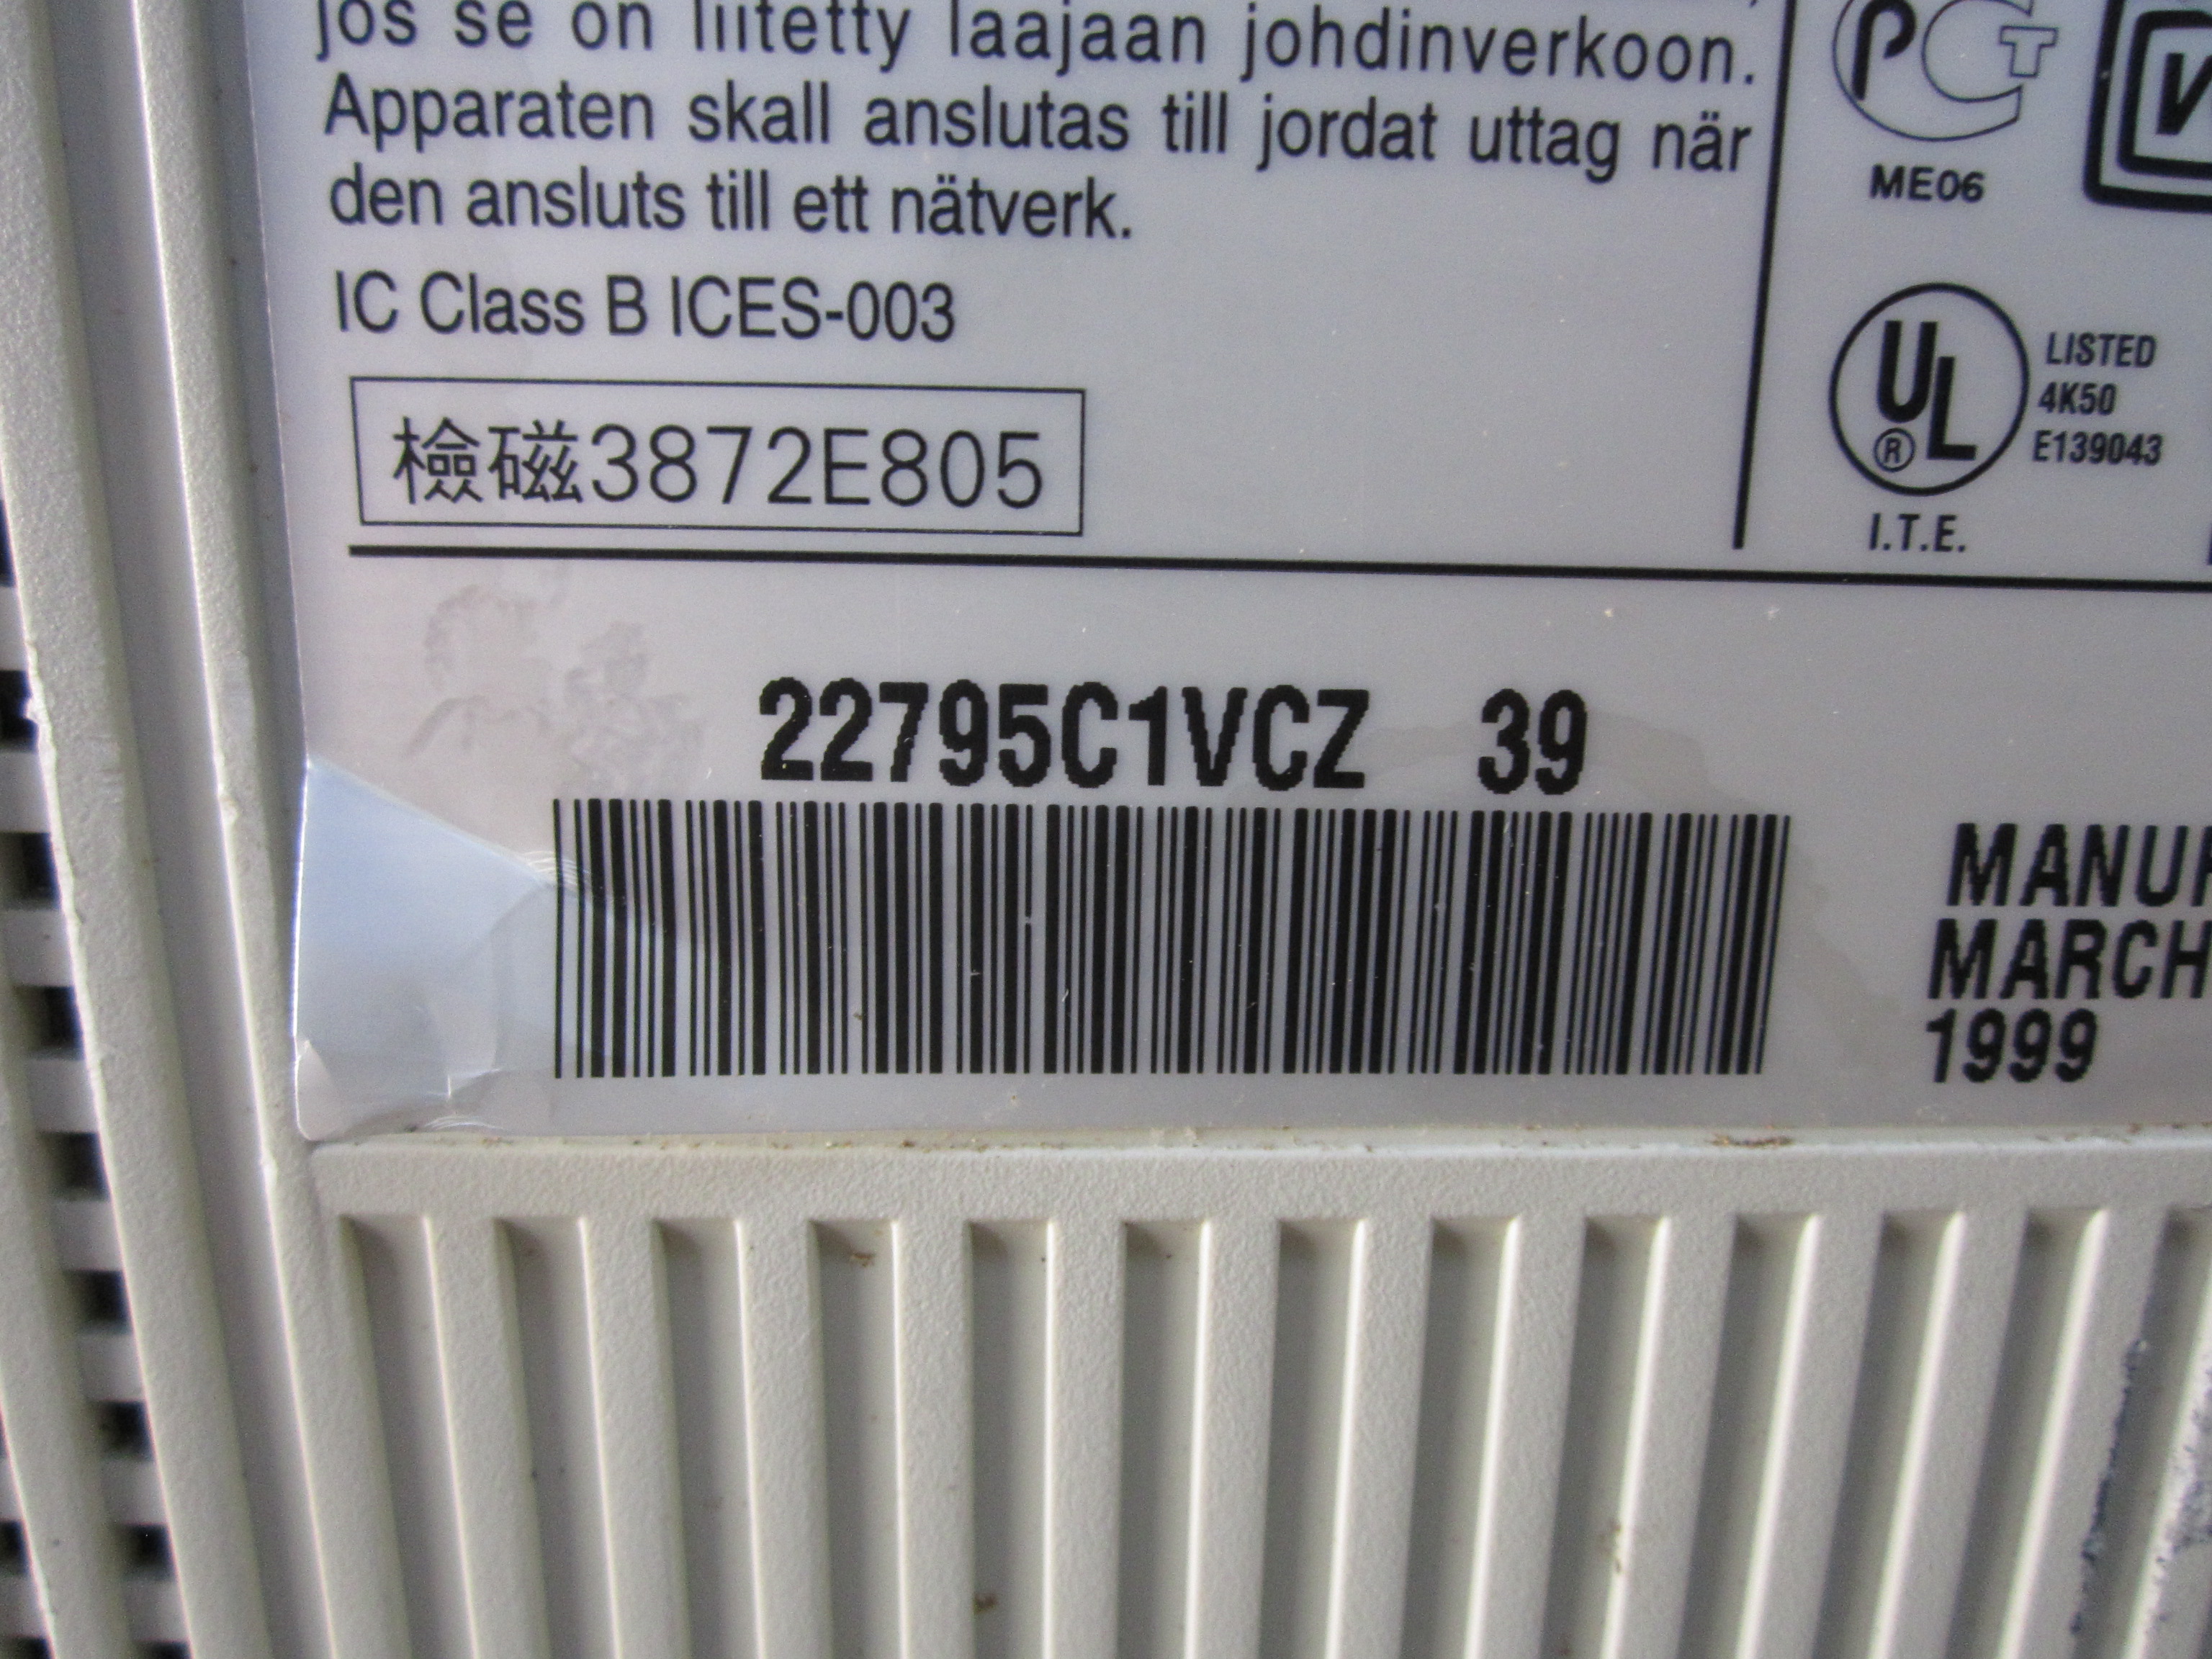 jos se on liitetty laajaan johdinverkoon.
Apparaten skall anslutas till jordat uttag när
den ansluts till ett nätverk.
IC Class B ICES-003
檢磁3872E805
PCT
ME06
UL
®
LISTED
4K50
E139043
I.T.E.
22795C1VCZ 39
MARCH
1999